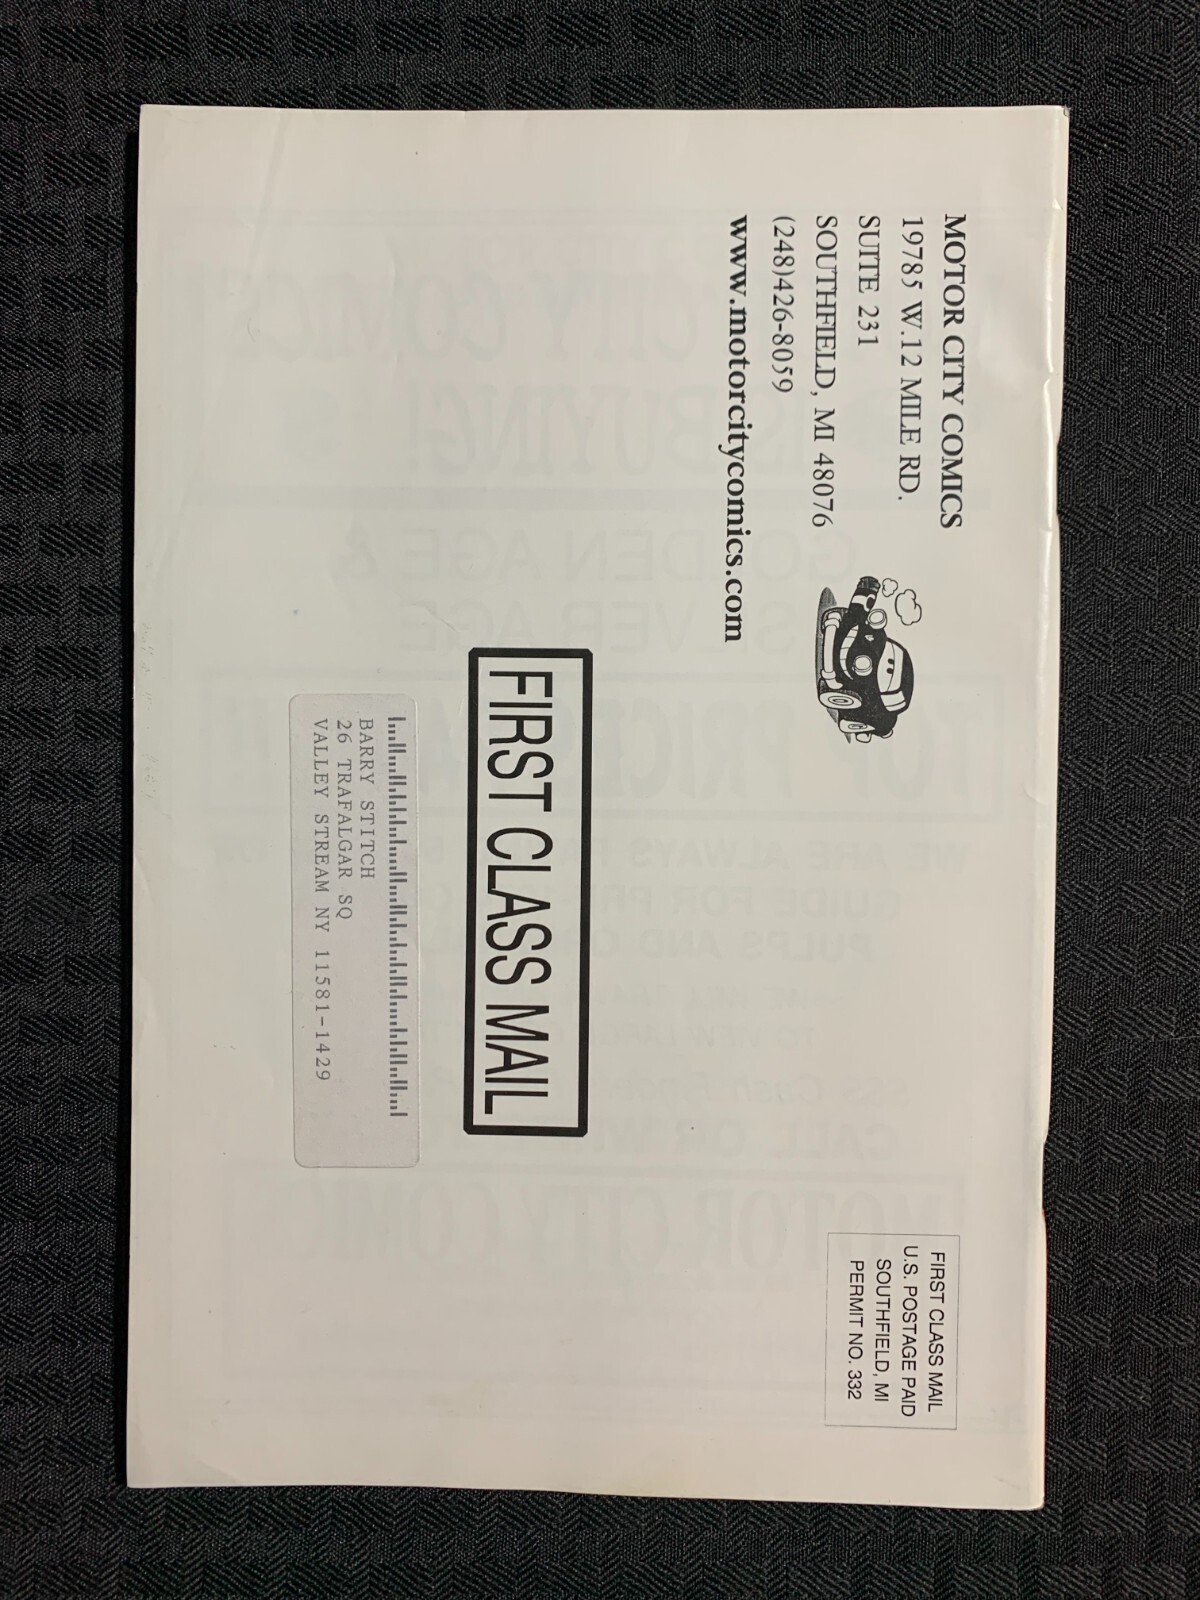 MOTOR CITY COMICS
19785 W.12 MILE RD.
SUITE 231
SOUTHFIELD, MI 48076
(248)426-8059
www.motorcitycomics.com
FIRST CLASS MAIL
U.S. POSTAGE PAID
SOUTHFIELD, MI
PERMIT NO. 332
FIRST CLASS MAIL
BARRY STITCH
26 TRAFALGAR SQ
VALLEY STREAM NY 11581-1429